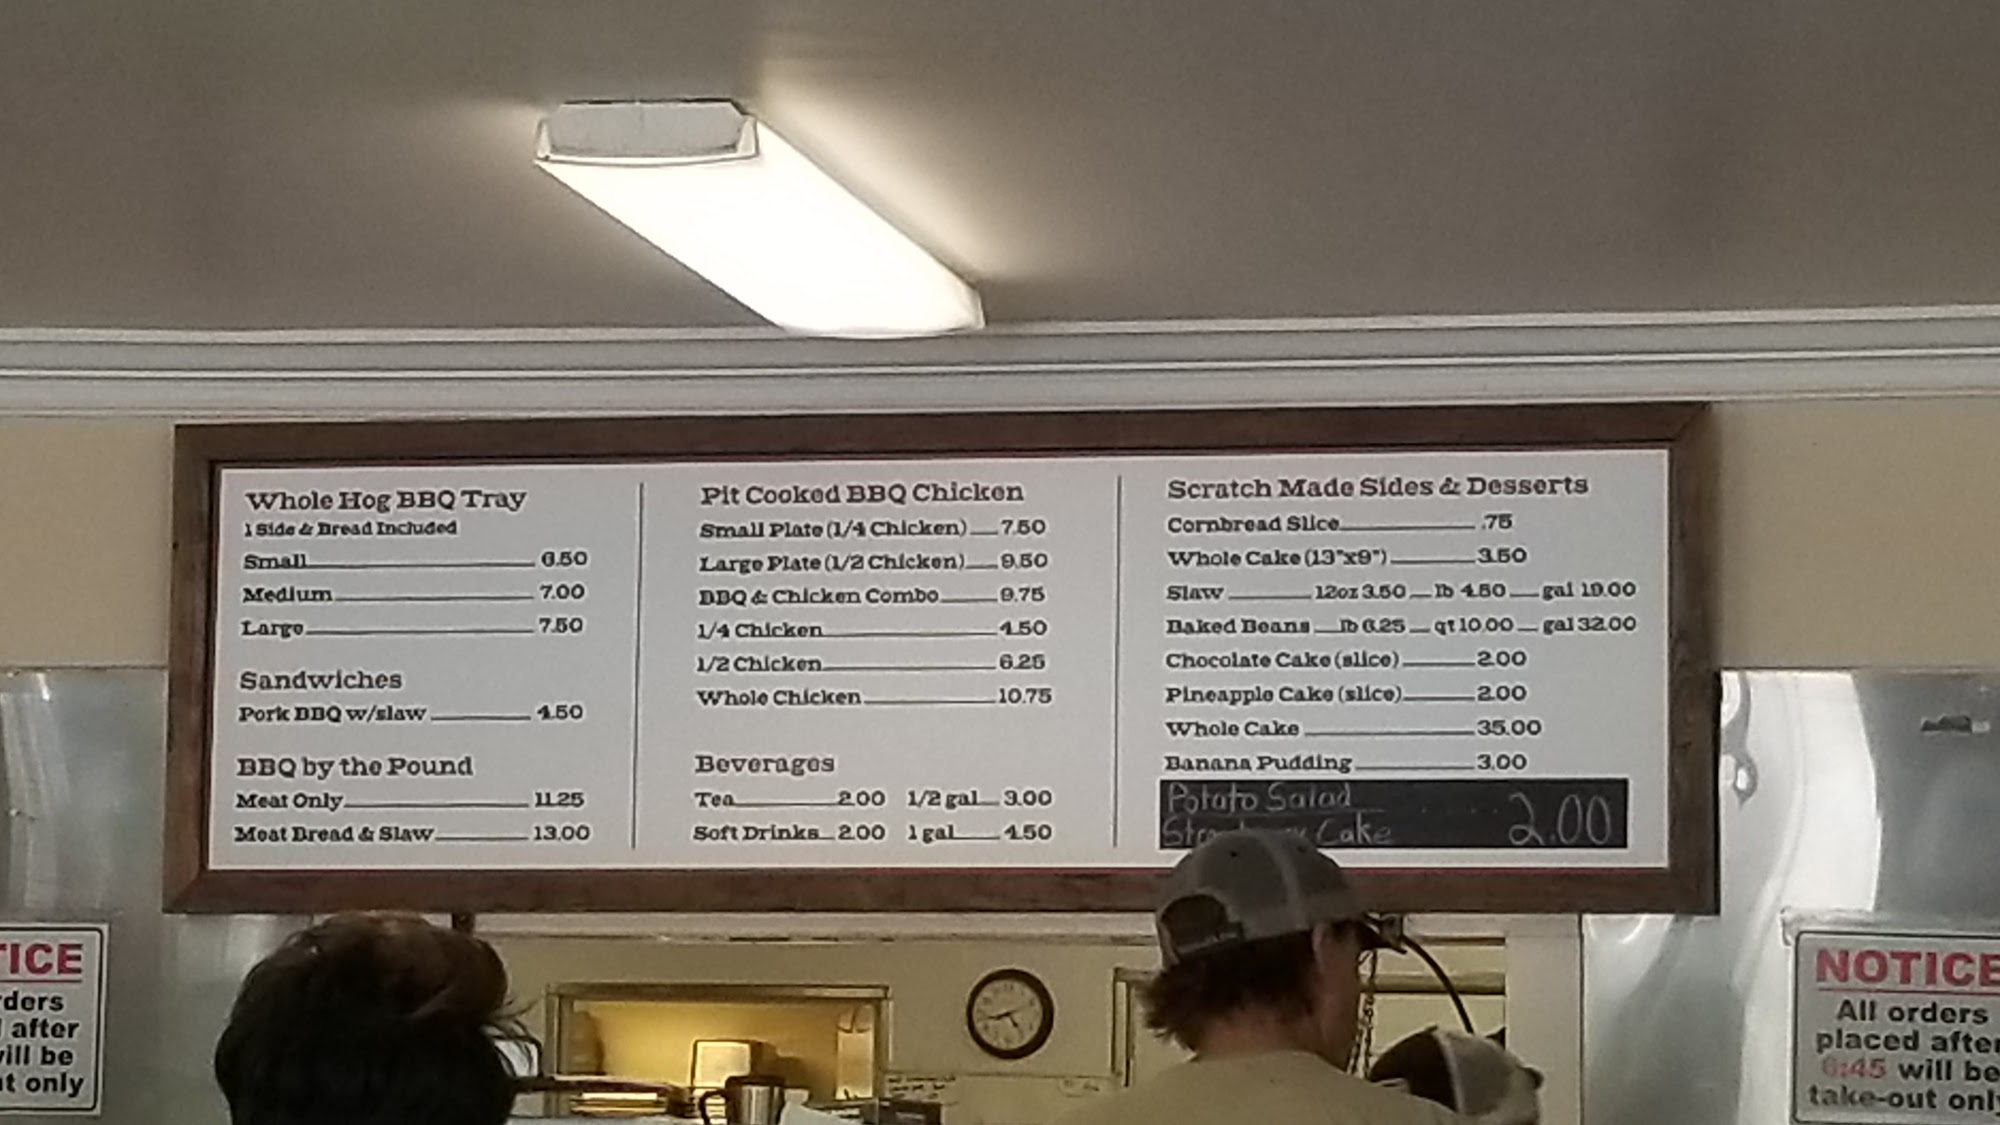 Whole Hog BBQ Tray
1 Side & Bread Included
Small 6.50
Medium 7.00
Large 7.50
Sandwiches
Pork BBQ w/slaw 4.50
BBQ by the Pound
Meat Only 11.25
Meat Bread & Slaw 13.00
Pit Cooked BBQ Chicken
Small Plate (1/4 Chicken) 7.50
Large Plate (1/2 Chicken) 9.50
BBQ & Chicken Combo 9.75
1/4 Chicken 4.50
1/2 Chicken 6.25
Whole Chicken 10.75
Beverages
Tea 2.00 1/2 gal 3.00
Soft Drinks 2.00 1 gal 4.50
Scratch Made Sides & Desserts
Cornbread Slice .75
Whole Cake (13"x9") 3.50
Slaw 12oz 3.50 lb 4.50 gal 19.00
Baked Beans lb 6.25 qt 10.00 gal 32.00
Chocolate Cake (slice) 2.00
Pineapple Cake (slice) 2.00
Whole Cake 35.00
Banana Pudding 3.00
Potato Salad
Cake 2.00
TICE
rders
after
will be
t only
NOTICE
All orders
placed after
6:45 will be
take-out only